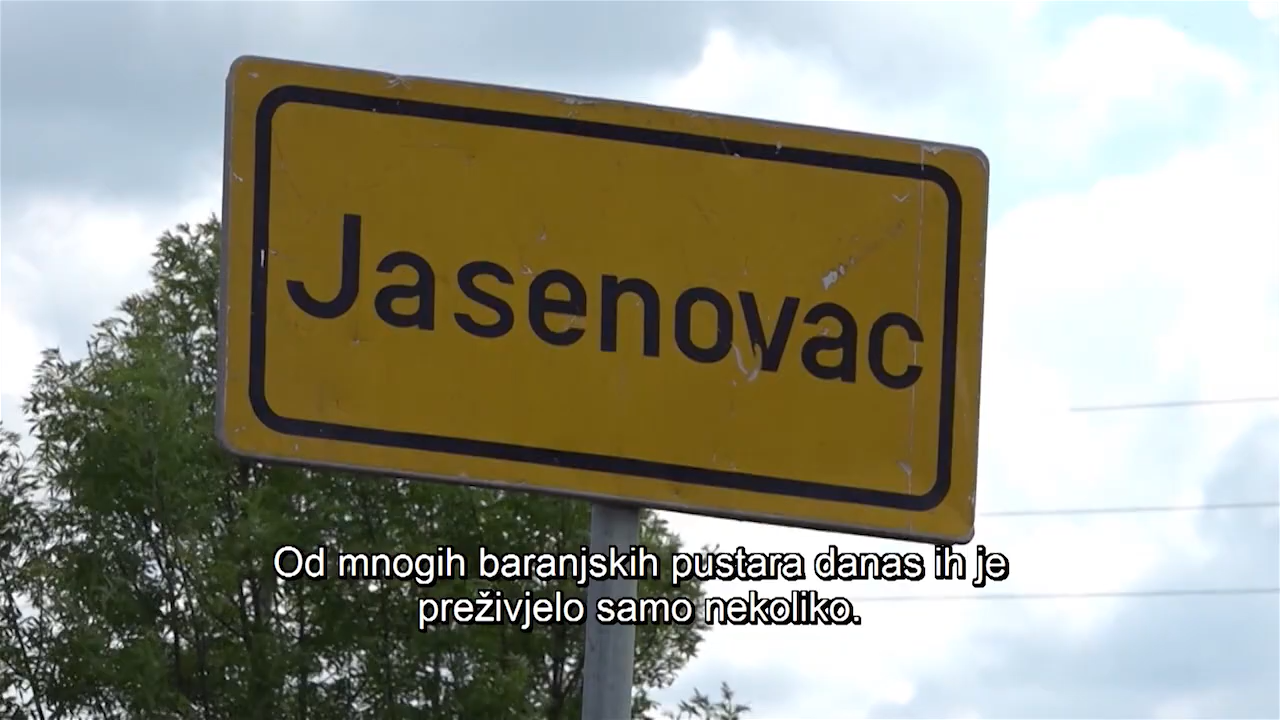 Jasenovac
Od mnogih baranjskih pustara danas ih je
preživjelo samo nekoliko.